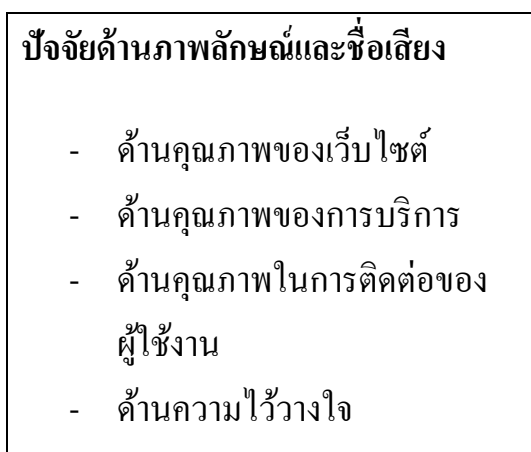 ปัจจัยด้านภาพลักษณ์และชื่อเสียง
- ด้านคุณภาพของเว็บไซต์
- ด้านคุณภาพของการบริการ
- ด้านคุณภาพในการติดต่อของ
ผู้ใช้งาน
- ด้านความไว้วางใจ